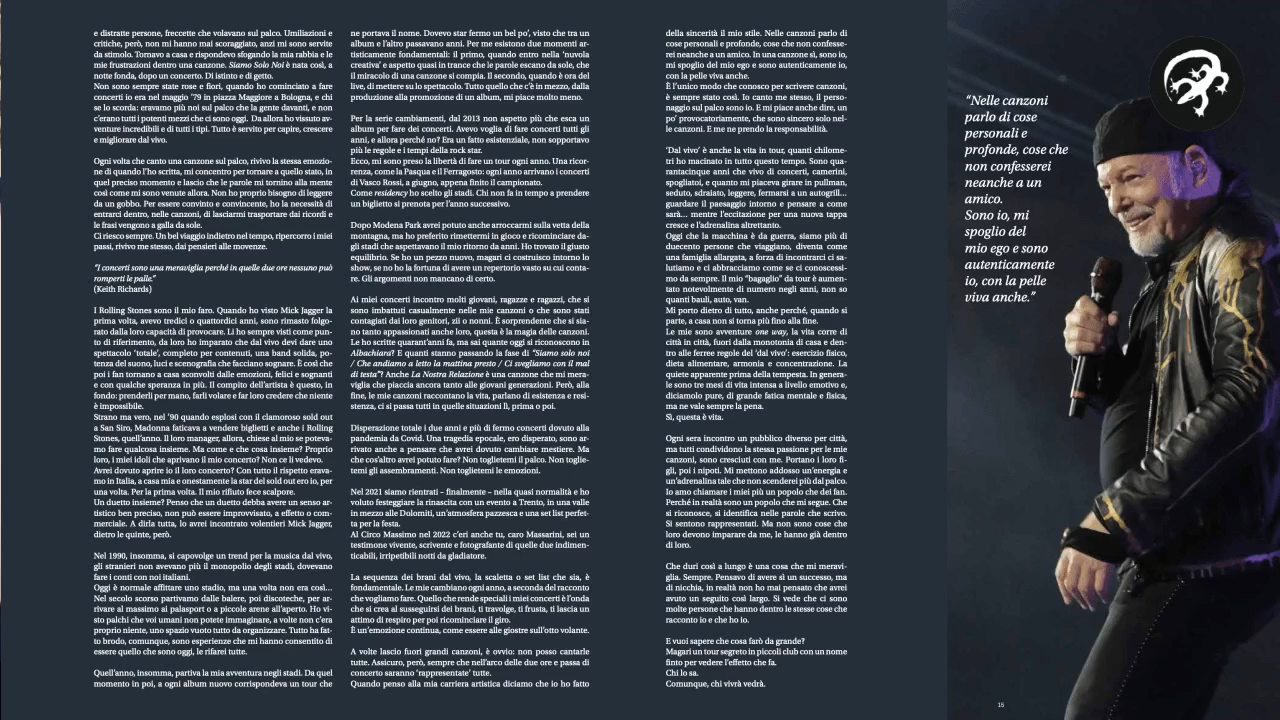 e distratte persone, freccette che volavano sul palco. Umiliazioni e
critiche, però, non mi hanno mai scoraggiato, anzi mi sono servite
da stimolo. Tornavo a casa e rispondevo sfogando la mia rabbia e le
mie frustrazioni dentro una canzone. Siamo Solo Noi è nata così, a
notte fonda, dopo un concerto. Di istinto e di getto.
Non sono sempre state rose e fiori, quando ho cominciato a fare
concerti io era nel maggio '79 in piazza Maggiore a Bologna, e chi
se lo scorda: eravamo più noi sul palco che la gente davanti, e non
c'erano tutti i potenti mezzi che ci sono oggi. Da allora ho vissuto av-
venture incredibili e di tutti i tipi. Tutto è servito per capire, crescere
e migliorare dal vivo.
Ogni volta che canto una canzone sul palco, rivivo la stessa emozio-
ne di quando l'ho scritta, mi concentro per tornare a quello stato, in
quel preciso momento e lascio che le parole mi tornino alla mente
così come mi sono venute allora. Non ho proprio bisogno di leggere
da un gobbo. Per essere convinto e convincente, ho la necessità di
entrarci dentro, nelle canzoni, di lasciarmi trasportare dai ricordi e
le frasi vengono a galla da sole.
Ci riesco sempre. Un bel viaggio indietro nel tempo, ripercorro i miei
passi, rivivo me stesso, dai pensieri alle movenze.
"I concerti sono una meraviglia perché in quelle due ore nessuno può
romperti le palle."
(Keith Richards)
I Rolling Stones sono il mio faro. Quando ho visto Mick Jagger la
prima volta, avevo tredici o quattordici anni, sono rimasto folgo-
rato dalla loro capacità di provocare. Li ho sempre visti come pun-
to di riferimento, da loro ho imparato che dal vivo devi dare uno
spettacolo 'totale', completo per contenuti, una band solida, po-
tenza del suono, luci e scenografia che facciano sognare. È così che
poi i fan tornano a casa sconvolti dalle emozioni, felici e sognanti
e con qualche speranza in più. Il compito dell'artista è questo, in
fondo: prenderli per mano, farli volare e far loro credere che niente
è impossibile.
Strano ma vero, nel '90 quando esplosi con il clamoroso sold out
a San Siro, Madonna faticava a vendere biglietti e anche i Rolling
Stones, quell'anno. Il loro manager, allora, chiese al mio se poteva-
mo fare qualcosa insieme. Ma come e che cosa insieme? Proprio
loro, i miei idoli che aprivano il mio concerto? Non ce li vedevo.
Avrei dovuto aprire io il loro concerto? Con tutto il rispetto erava-
mo in Italia, a casa mia e onestamente la star del sold out ero io, per
una volta. Per la prima volta. Il mio rifiuto fece scalpore.
Un duetto insieme? Penso che un duetto debba avere un senso ar-
tistico ben preciso, non può essere improvvisato, a effetto o com-
merciale. A dirla tutta, lo avrei incontrato volentieri Mick Jagger,
dietro le quinte, però.
Nel 1990, insomma, si capovolge un trend per la musica dal vivo,
gli stranieri non avevano più il monopolio degli stadi, dovevano
fare i conti con noi italiani.
Oggi è normale affittare uno stadio, ma una volta non era così...
Nel secolo scorso partivamo dalle balere, poi discoteche, per ar-
rivare al massimo ai palasport o a piccole arene all'aperto. Ho vi-
sto palchi che voi umani non potete immaginare, a volte non c'era
proprio niente, uno spazio vuoto tutto da organizzare. Tutto ha fat-
to brodo, comunque, sono esperienze che mi hanno consentito di
essere quello che sono oggi, le rifarei tutte.
Quell'anno, insomma, partiva la mia avventura negli stadi. Da quel
momento in poi, a ogni album nuovo corrispondeva un tour che
ne portava il nome. Dovevo star fermo un bel po', visto che tra un
album e l'altro passavano anni. Per me esistono due momenti ar-
tisticamente fondamentali: il primo, quando entro nella 'nuvola
creativa' e aspetto quasi in trance che le parole escano da sole, che
il miracolo di una canzone si compia. Il secondo, quando è ora del
live, di mettere su lo spettacolo. Tutto quello che c'è in mezzo, dalla
produzione alla promozione di un album, mi piace molto meno.
Per la serie cambiamenti, dal 2013 non aspetto più che esca un
album per fare dei concerti. Avevo voglia di fare concerti tutti gli
anni, e allora perché no? Era un fatto esistenziale, non sopportavo
più le regole e i tempi della rock star.
Ecco, mi sono preso la libertà di fare un tour ogni anno. Una ricor-
renza, come la Pasqua e il Ferragosto: ogni anno arrivano i concerti
di Vasco Rossi, a giugno, appena finito il campionato.
Come residency ho scelto gli stadi. Chi non fa in tempo a prendere
un biglietto si prenota per l'anno successivo.
Dopo Modena Park avrei potuto anche arroccarmi sulla vetta della
montagna, ma ho preferito rimettermi in gioco e ricominciare da-
gli stadi che aspettavano il mio ritorno da anni. Ho trovato il giusto
equilibrio. Se ho un pezzo nuovo, magari ci costruisco intorno lo
show, se no ho la fortuna di avere un repertorio vasto su cui conta-
re. Gli argomenti non mancano di certo.
Ai miei concerti incontro molti giovani, ragazze e ragazzi, che si
sono imbattuti casualmente nelle mie canzoni o che sono stati
contagiati dai loro genitori, zii o nonni. È sorprendente che si sia-
no tanto appassionati anche loro, questa è la magia delle canzoni.
Le ho scritte quarant'anni fa, ma sai quante oggi si riconoscono in
Albachiara? E quanti stanno passando la fase di "Siamo solo noi
/ Che andiamo a letto la mattina presto / Ci svegliamo con il mal
di testa"? Anche La Nostra Relazione è una canzone che mi mera-
viglia che piaccia ancora tanto alle giovani generazioni. Però, alla
fine, le mie canzoni raccontano la vita, parlano di esistenza e resi-
stenza, ci si passa tutti in quelle situazioni lì, prima o poi.
Disperazione totale i due anni e più di fermo concerti dovuto alla
pandemia da Covid. Una tragedia epocale, ero disperato, sono ar-
rivato anche a pensare che avrei dovuto cambiare mestiere. Ma
che cos'altro avrei potuto fare? Non toglietemi il palco. Non toglie-
temi gli assembramenti. Non toglietemi le emozioni.
Nel 2021 siamo rientrati – finalmente – nella quasi normalità e ho
voluto festeggiare la rinascita con un evento a Trento, in una valle
in mezzo alle Dolomiti, un'atmosfera pazzesca e una set list perfet-
ta per la festa.
Al Circo Massimo nel 2022 c'eri anche tu, caro Massarini, sei un
testimone vivente, scrivente e fotografante di quelle due indimen-
ticabili, irripetibili notti da gladiatore.
La sequenza dei brani dal vivo, la scaletta o set list che sia, è
fondamentale. Le mie cambiano ogni anno, a seconda del racconto
che vogliamo fare. Quello che rende speciali i miei concerti è l'onda
che si crea al susseguirsi dei brani, ti travolge, ti frusta, ti lascia un
attimo di respiro per poi ricominciare il giro.
È un'emozione continua, come essere alle giostre sull'otto volante.
A volte lascio fuori grandi canzoni, è ovvio: non posso cantarle
tutte. Assicuro, però, sempre che nell'arco delle due ore e passa di
concerto saranno 'rappresentate' tutte.
Quando penso alla mia carriera artistica diciamo che io ho fatto
della sincerità il mio stile. Nelle canzoni parlo di
cose personali e profonde, cose che non confesse-
rei neanche a un amico. In una canzone sì, sono io,
mi spoglio del mio ego e sono autenticamente io,
con la pelle viva anche.
È l'unico modo che conosco per scrivere canzoni,
è sempre stato così. Io canto me stesso, il perso-
naggio sul palco sono io. E mi piace anche dire, un
po' provocatoriamente, che sono sincero solo nel-
le canzoni. E me ne prendo la responsabilità.
'Dal vivo' è anche la vita in tour, quanti chilome-
tri ho macinato in tutto questo tempo. Sono qua-
rantacinque anni che vivo di concerti, camerini,
spogliatoi, e quanto mi piaceva girare in pullman,
seduto, sdraiato, leggere, fermarsi a un autogrill...
guardare il paesaggio intorno e pensare a come
sarà... mentre l'eccitazione per una nuova tappa
cresce e l'adrenalina altrettanto.
Oggi che la macchina è da guerra, siamo più di
duecento persone che viaggiano, diventa come
una famiglia allargata, a forza di incontrarci ci sa-
lutiamo e ci abbracciamo come se ci conoscessi-
mo da sempre. Il mio "bagaglio" da tour è aumen-
tato notevolmente di numero negli anni, non so
quanti bauli, auto, van.
Mi porto dietro di tutto, anche perché, quando si
parte, a casa non si torna più fino alla fine.
Le mie sono avventure one way, la vita corre di
città in città, fuori dalla monotonia di casa e den-
tro alle ferree regole del 'dal vivo': esercizio fisico,
dieta alimentare, armonia e concentrazione. La
quiete apparente prima della tempesta. In genera-
le sono tre mesi di vita intensa a livello emotivo e,
diciamolo pure, di grande fatica mentale e fisica,
ma ne vale sempre la pena.
Sì, questa è vita.
Ogni sera incontro un pubblico diverso per città,
ma tutti condividono la stessa passione per le mie
canzoni, sono cresciuti con me. Portano i loro fi-
gli, poi i nipoti. Mi mettono addosso un'energia e
un'adrenalina tale che non scenderei più dal palco.
Io amo chiamare i miei più un popolo che dei fan.
Perché in realtà sono un popolo che mi segue. Che
si riconosce, si identifica nelle parole che scrivo.
Si sentono rappresentati. Ma non sono cose che
loro devono imparare da me, le hanno già dentro
di loro.
Che duri così a lungo è una cosa che mi meravi-
glia. Sempre. Pensavo di avere sì un successo, ma
di nicchia, in realtà non ho mai pensato che avrei
avuto un seguito così largo. Si vede che ci sono
molte persone che hanno dentro le stesse cose che
racconto io e che ho io.
E vuoi sapere che cosa farò da grande?
Magari un tour segreto in piccoli club con un nome
finto per vedere l'effetto che fa.
Chi lo sa.
Comunque, chi vivrà vedrà.
"Nelle canzoni
parlo di cose
personali e
profonde, cose che
non confesserei
neanche a un
amico.
Sono io, mi
spoglio del
mio ego e sono
autenticamente
io, con la pelle
viva anche."
15